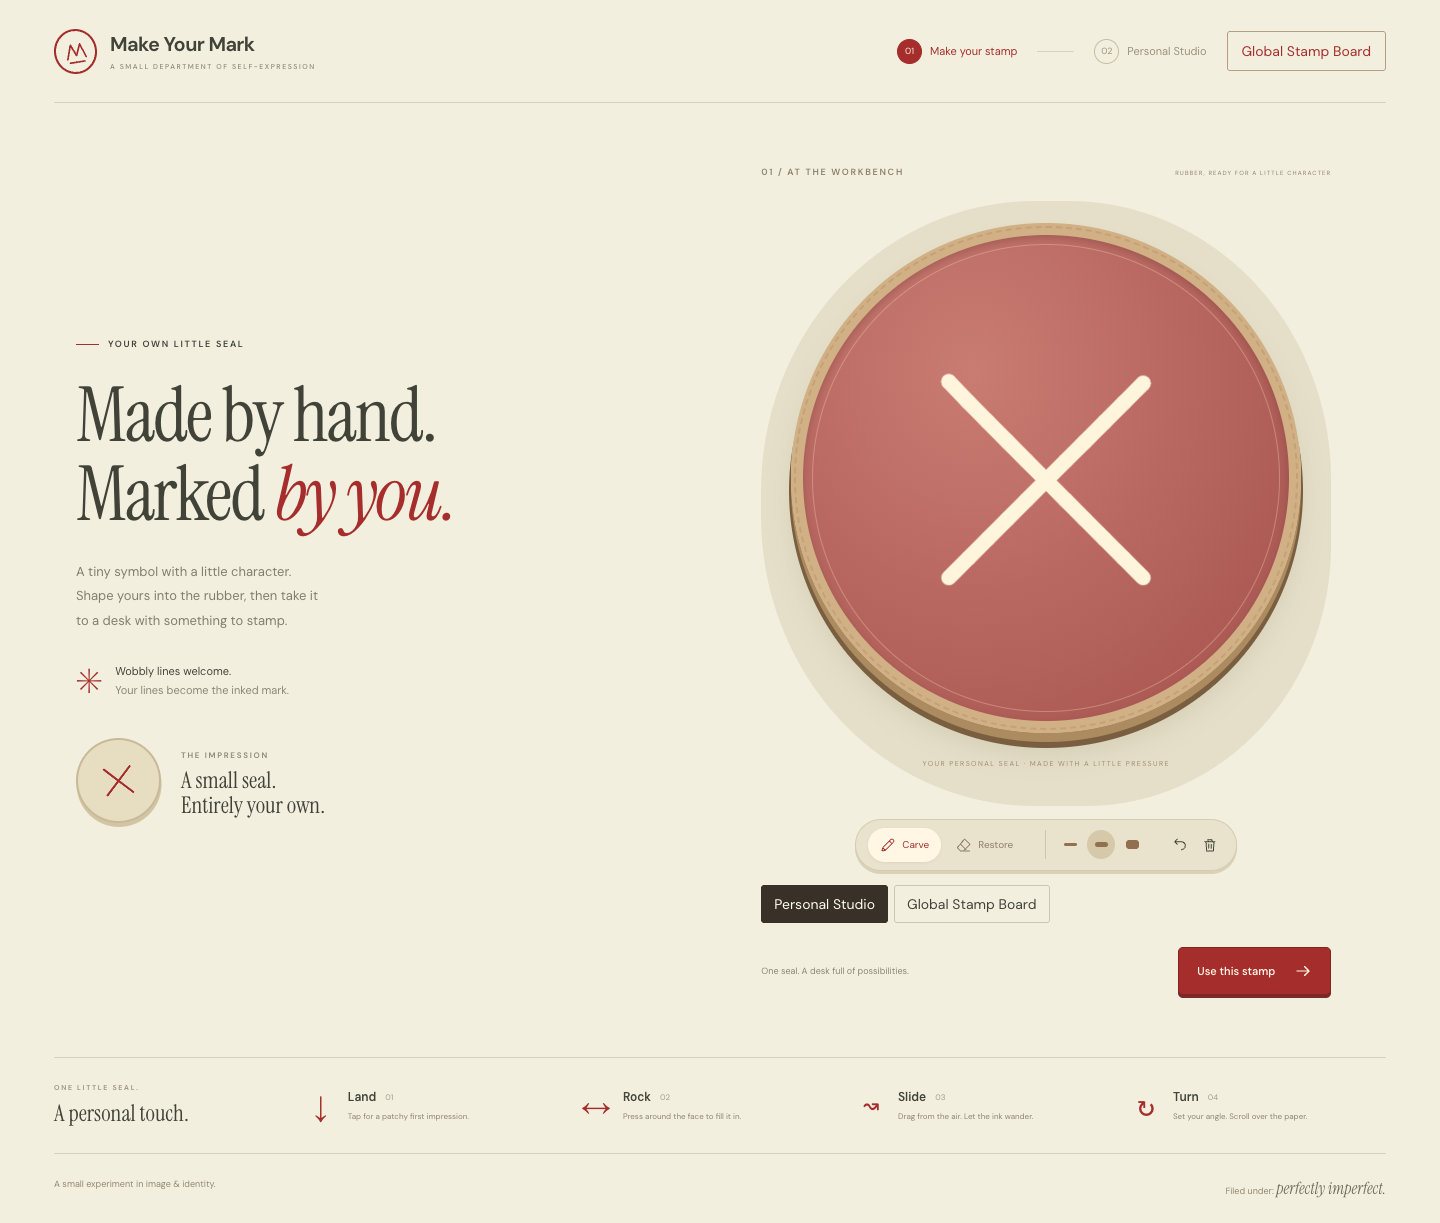 Make Your Mark
A SMALL DEPARTMENT OF SELF-EXPRESSION
01 Make your stamp
02 Personal Studio
Global Stamp Board
01 / AT THE WORKBENCH
RUBBER, READY FOR A LITTLE CHARACTER
YOUR OWN LITTLE SEAL
Made by hand.
Marked by you.
A tiny symbol with a little character.
Shape yours into the rubber, then take it
to a desk with something to stamp.
Wobbly lines welcome.
Your lines become the inked mark.
THE IMPRESSION
A small seal.
Entirely your own.
YOUR PERSONAL SEAL · MADE WITH A LITTLE PRESSURE
Carve
Restore
Personal Studio
Global Stamp Board
One seal. A desk full of possibilities.
Use this stamp →
ONE LITTLE SEAL.
A personal touch.
↓ Land 01
Tap for a patchy first impression.
↔ Rock 02
Press around the face to fill it in.
↝ Slide 03
Drag from the air. Let the ink wander.
↻ Turn 04
Set your angle. Scroll over the paper.
A small experiment in image & identity.
Filed under: perfectly imperfect.